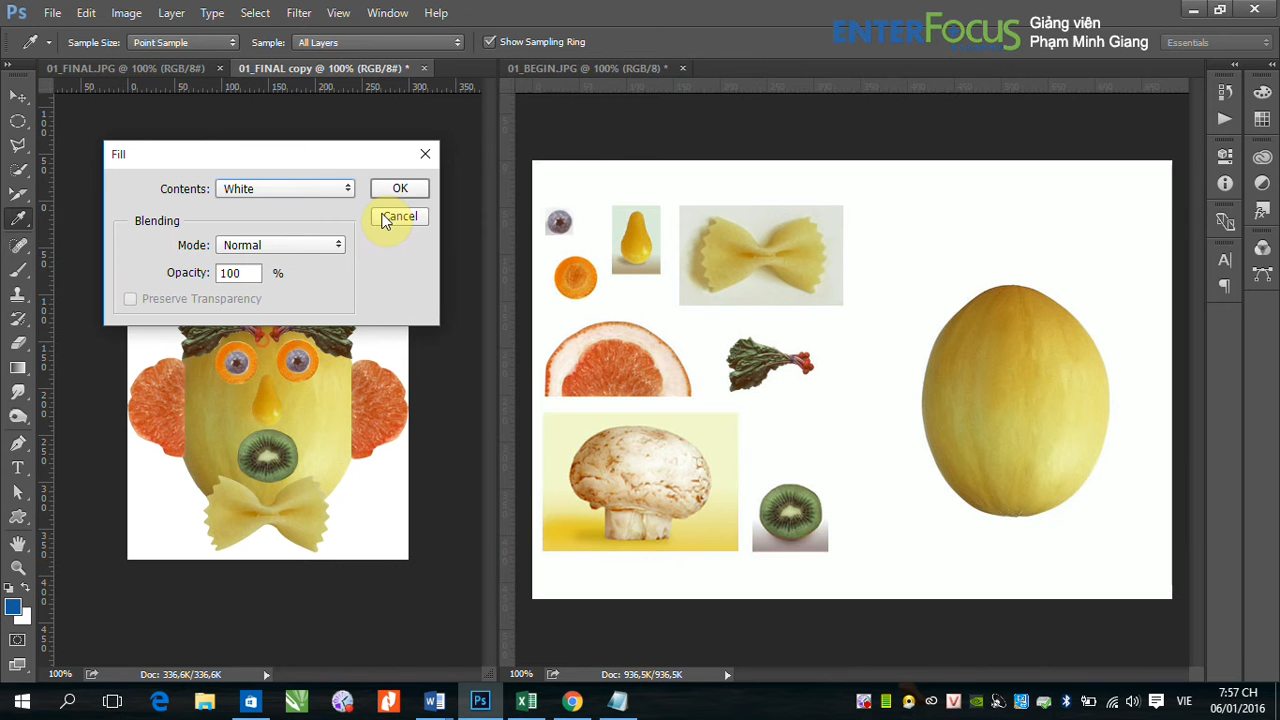 Ps File Edit Image Layer Type Select Filter View Window Help
ENTERFOCUS
Giảng viên
Phạm Minh Giang
Sample Size: Point Sample Sample: All Layers Show Sampling Ring Essentials
01_FINAL.JPG @ 100% (RGB/8#) × 01_FINAL copy @ 100% (RGB/8#) * × 01_BEGIN.JPG @ 100% (RGB/8) * ×
Fill
Contents: White OK
Cancel
Blending
Mode: Normal
Opacity: 100 %
Preserve Transparency
100% Doc: 336,6K/336,6K 100% Doc: 936,5K/936,5K
VIE
7:57 CH
06/01/2016